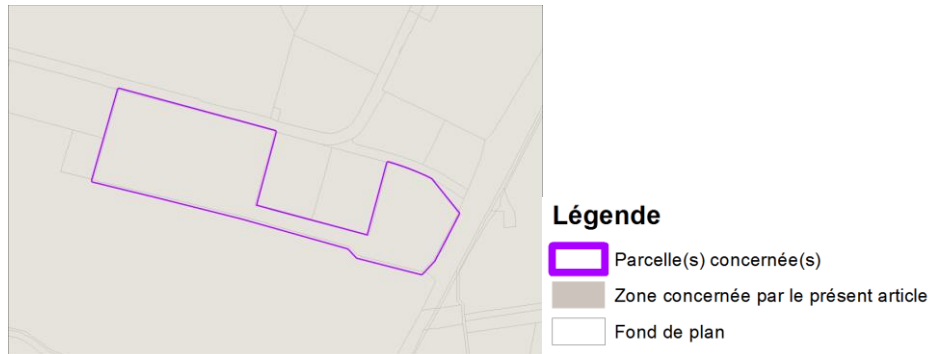 Légende
Parcelle(s) concernée(s)
Zone concernée par le présent article
Fond de plan